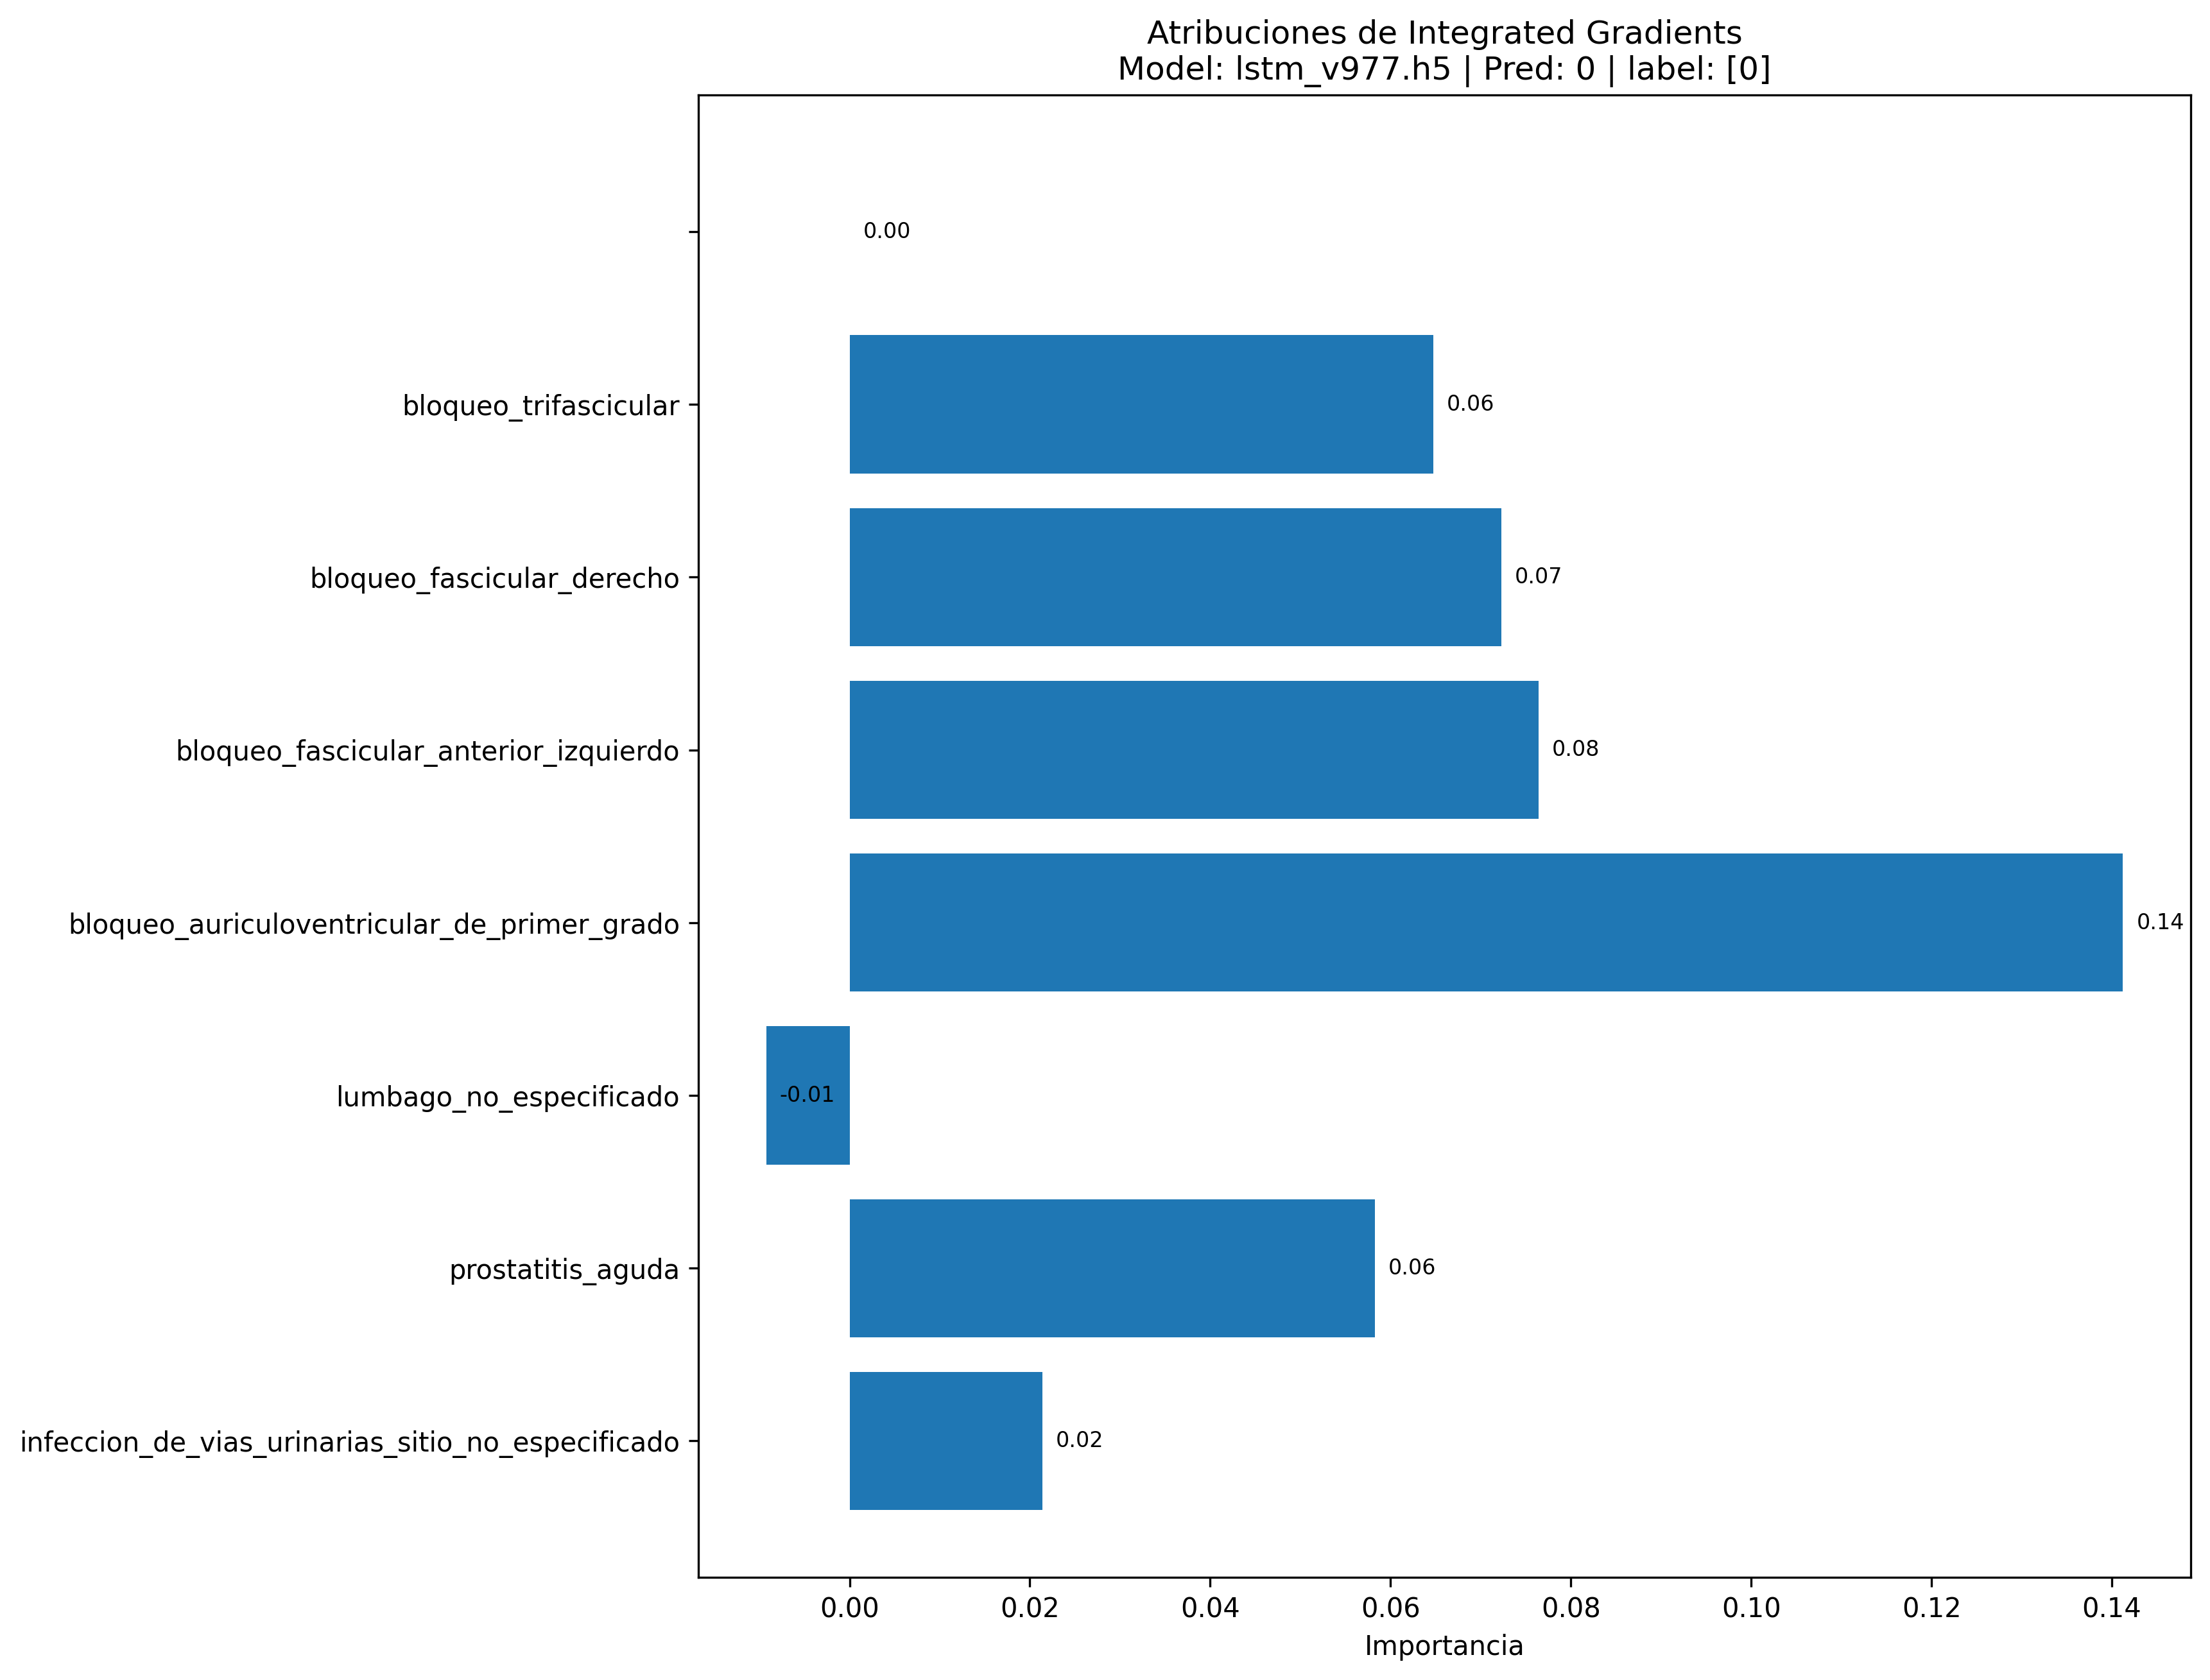 Atribuciones de Integrated Gradients
Model: lstm_v977.h5 | Pred: 0 | label: [0]
0.00
bloqueo_trifascicular 0.06
bloqueo_fascicular_derecho 0.07
bloqueo_fascicular_anterior_izquierdo 0.08
bloqueo_auriculoventricular_de_primer_grado 0.14
lumbago_no_especificado -0.01
prostatitis_aguda 0.06
infeccion_de_vias_urinarias_sitio_no_especificado 0.02
0.00 0.02 0.04 0.06 0.08 0.10 0.12 0.14
Importancia